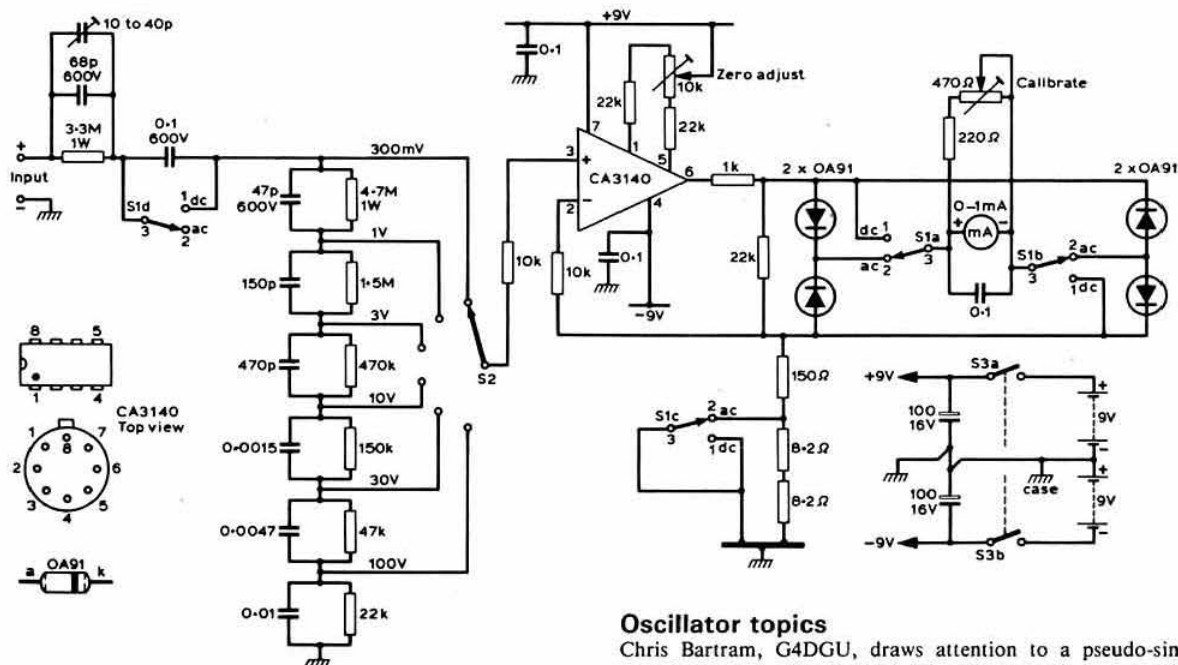 10 to 40p
68p
600V
3·3M
1W
0·1
600V
+
Input
-
S1d
3
1 dc
ac
2
300mV
47p
600V
4·7M
1W
1V
150p
1·5M
3V
470p
470k
10V
0·0015
150k
30V
0·0047
47k
100V
0·01
22k
S2
10k
10k
+9V
0·1
22k
10k
Zero adjust
22k
7
1
5
3
+
CA3140
6
2
-
4
0·1
-9V
1k
22k
2 x OA91
dc 1
ac
2
S1a
3
470Ω
Calibrate
220Ω
0-1mA
+
-
mA
0·1
S1b
3
2 ac
1 dc
2 x OA91
150Ω
S1c
3
2 ac
1 dc
8·2Ω
8·2Ω
+9V
S3a
100
16V
+
9V
-
case
100
16V
+
9V
-
-9V
S3b
8
5
1
4
CA3140
Top view
1
8
7
2
6
3
5
4
OA91
a
k
Oscillator topics
Chris Bartram, G4DGU, draws attention to a pseudo-sin